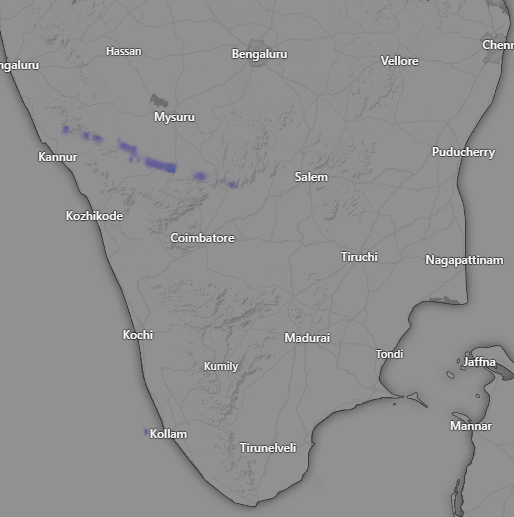 Hassan
Bengaluru
Chenn
ngaluru
Vellore
Mysuru
Kannur
Puducherry
Salem
Kozhikode
Coimbatore
Tiruchi
Nagapattinam
Kochi
Madurai
Tondi
Kumily
Jaffna
Kollam
Mannar
Tirunelveli